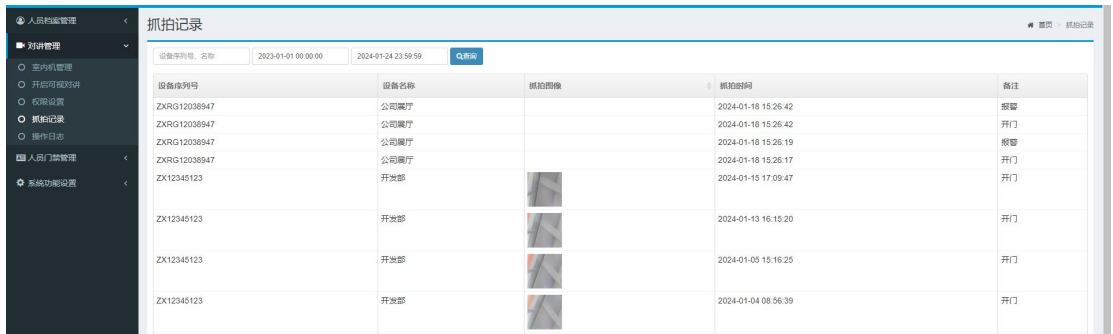 人员档案管理
抓拍记录
首页 > 抓拍记录
对讲管理
设备序列号、名称 2023-01-01 00:00:00 2024-01-24 23:59:59 查询
室内机管理
开启可视对讲
权限设置
抓拍记录
操作日志
人员门禁管理
系统功能设置
设备序列号 设备名称 抓拍图像 抓拍时间 备注
ZXRG12038947 公司展厅 2024-01-18 15:26:42 报警
ZXRG12038947 公司展厅 2024-01-18 15:26:42 开门
ZXRG12038947 公司展厅 2024-01-18 15:26:19 报警
ZXRG12038947 公司展厅 2024-01-18 15:26:17 开门
ZX12345123 开发部 2024-01-15 17:09:47 开门
ZX12345123 开发部 2024-01-13 16:15:20 开门
ZX12345123 开发部 2024-01-05 15:16:25 开门
ZX12345123 开发部 2024-01-04 08:56:39 开门